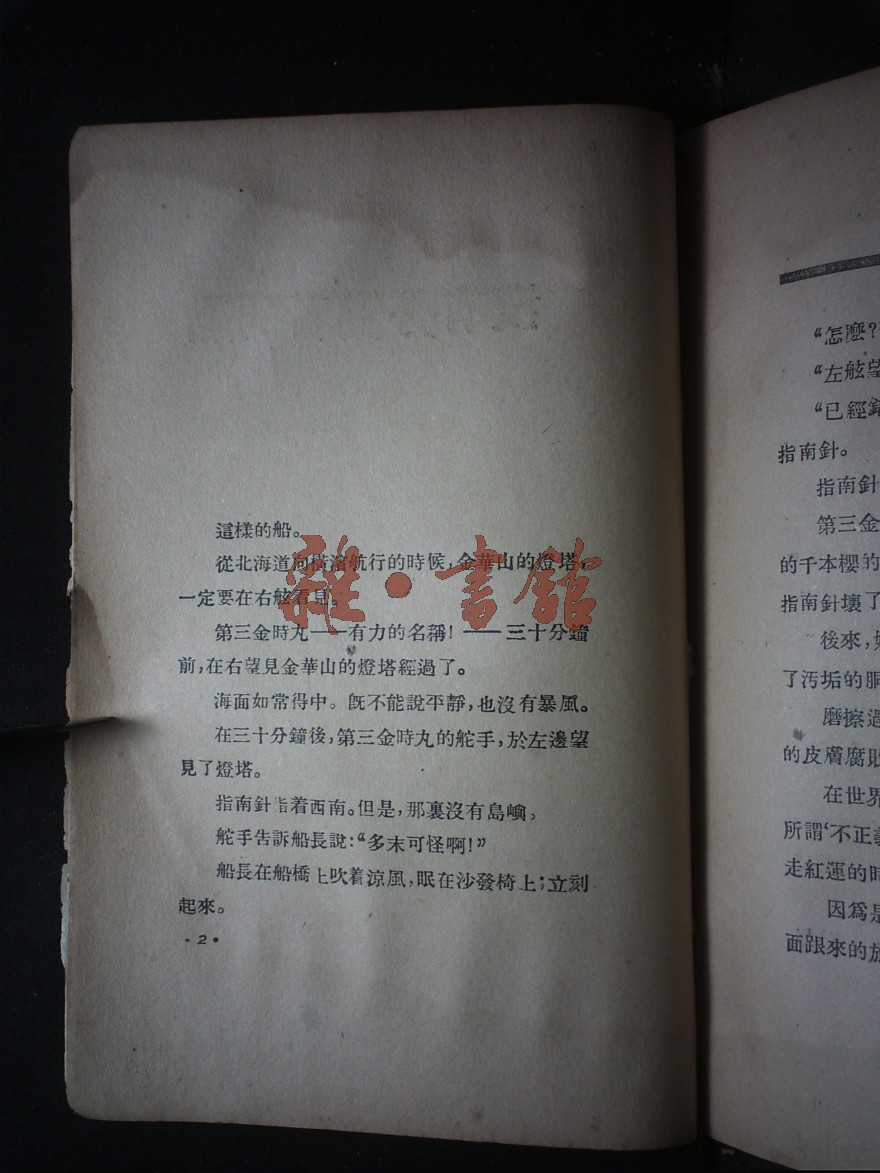 這樣的船。
從北海道向橫濱航行的時候,金華山的燈塔,
一定要在右舷看見。
第三金時丸——有力的名稱!——三十分鐘
前,在右望見金華山的燈塔經過了。
海面如常得中。旣不能說平靜,也沒有暴風。
在三十分鐘後,第三金時丸的舵手,於左邊望
見了燈塔。
指南針指着西南。但是,那裏沒有島嶼、
舵手告訴船長說:“多末可怪啊!”
船長在船橋上吹着涼風,眠在沙發椅上;立刻
起來。
·2·
雜·書館
“怎麼?
“左舷望
“已經
指南針。
指南針
第三金
的千本櫻的
指南針壞了
後來,
了汚垢的
磨擦過
的皮膚腐敗
在世界
所謂‘不正義
走紅運的時
因爲是
面跟來的